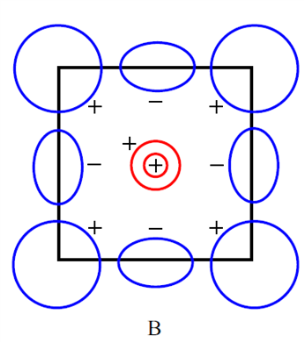 + − +
+
− + −
+ − +
B